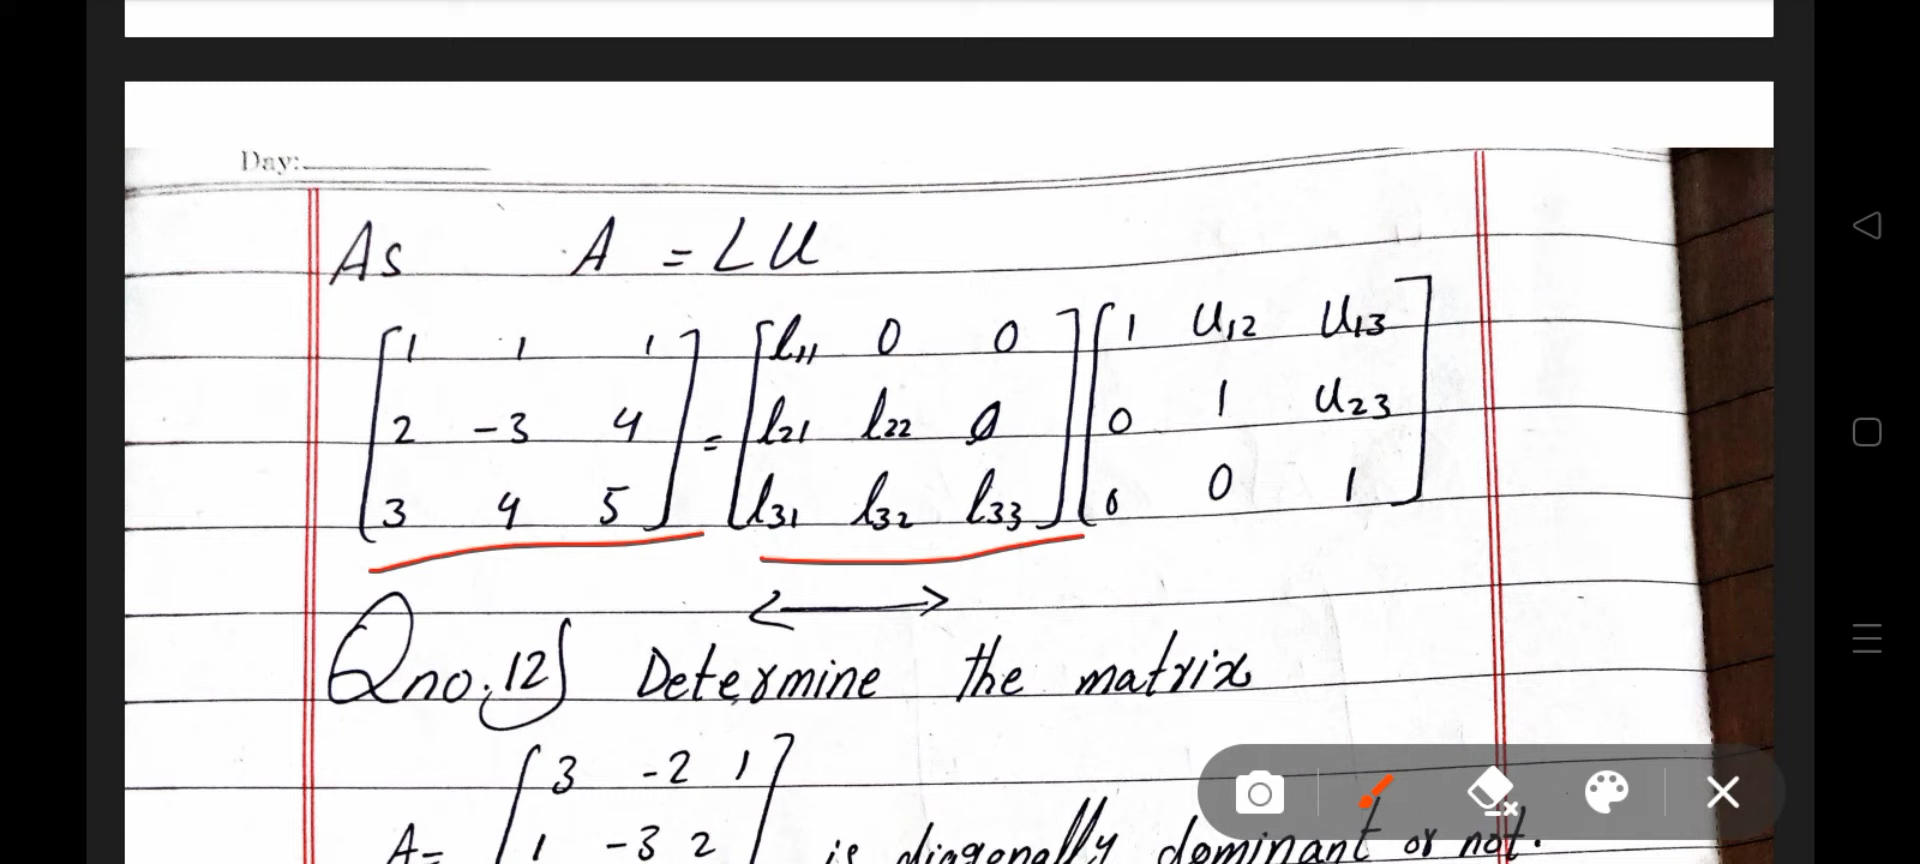 Day:
As A = LU
[1 1 1] = [l11 0 0] [1 U12 U13]
[2 -3 4] [l21 l22 0] [0 1 U23]
[3 4 5] [l31 l32 l33] [0 0 1]
Qno.12) Determine the matrix
[3 -2 1]
A= [1 -3 2] is diagonally dominant or not.